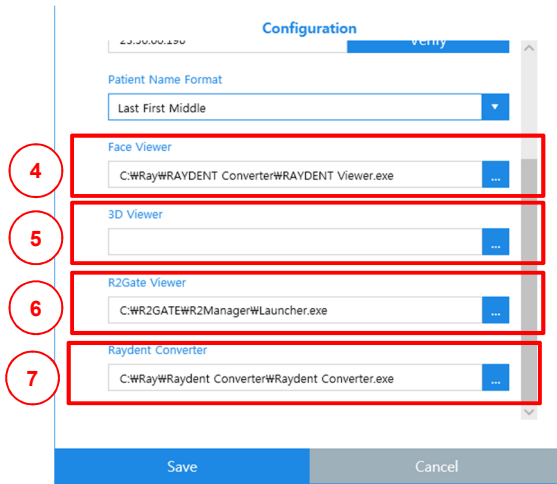 Configuration
Verify
Patient Name Format
Last First Middle
Face Viewer
4
C:₩Ray₩RAYDENT Converter₩RAYDENT Viewer.exe
...
3D Viewer
5
...
R2Gate Viewer
6
C:₩R2GATE₩R2Manager₩Launcher.exe
...
Raydent Converter
7
C:₩Ray₩Raydent Converter₩Raydent Converter.exe
...
Save
Cancel